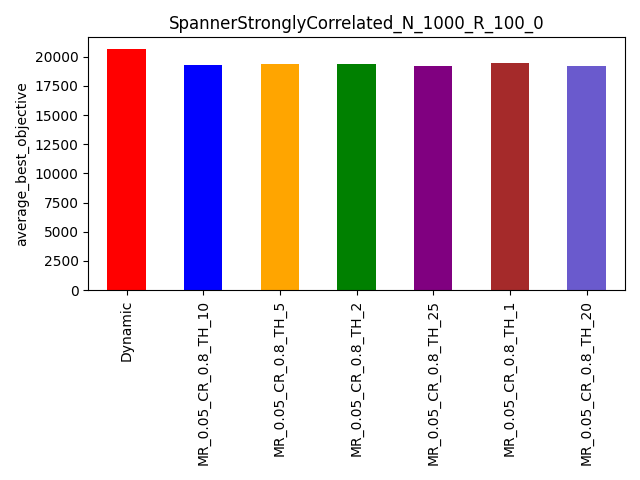 SpannerStronglyCorrelated_N_1000_R_100_0
average_best_objective
20000
17500
15000
12500
10000
7500
5000
2500
0
Dynamic
MR_0.05_CR_0.8_TH_10
MR_0.05_CR_0.8_TH_5
MR_0.05_CR_0.8_TH_2
MR_0.05_CR_0.8_TH_25
MR_0.05_CR_0.8_TH_1
MR_0.05_CR_0.8_TH_20